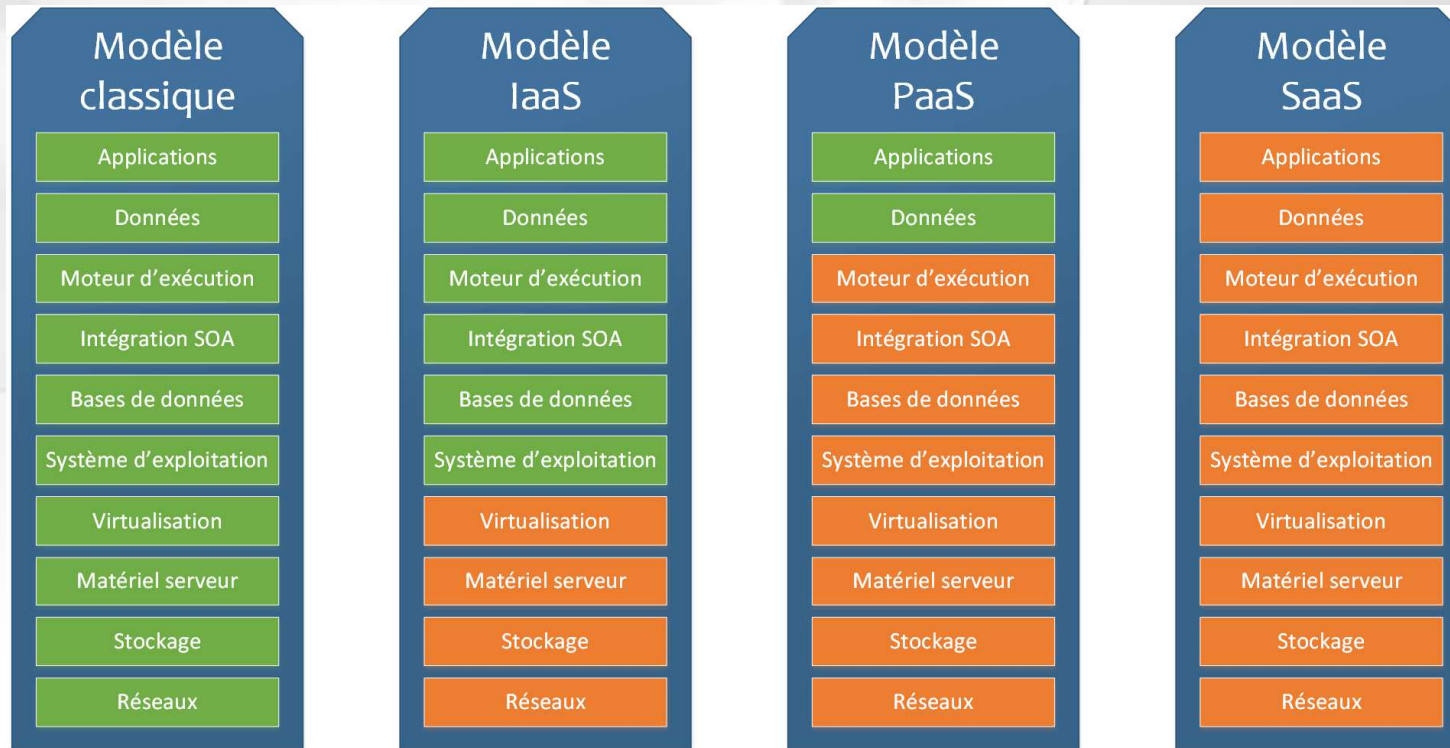 Modèle
classique
Applications
Données
Moteur d'exécution
Intégration SOA
Bases de données
Système d'exploitation
Virtualisation
Matériel serveur
Stockage
Réseaux
Modèle
IaaS
Applications
Données
Moteur d'exécution
Intégration SOA
Bases de données
Système d'exploitation
Virtualisation
Matériel serveur
Stockage
Réseaux
Modèle
PaaS
Applications
Données
Moteur d'exécution
Intégration SOA
Bases de données
Système d'exploitation
Virtualisation
Matériel serveur
Stockage
Réseaux
Modèle
SaaS
Applications
Données
Moteur d'exécution
Intégration SOA
Bases de données
Système d'exploitation
Virtualisation
Matériel serveur
Stockage
Réseaux